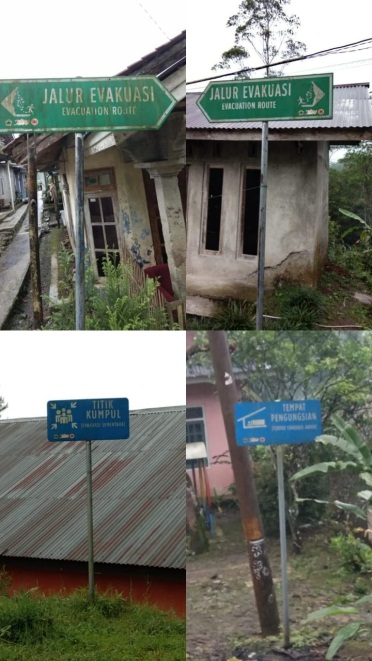 JALUR EVAKUASI
EVACUATION ROUTE
JALUR EVAKUASI
EVACUATION ROUTE
TITIK
KUMPUL
TEMPAT
PENGUNGSIAN